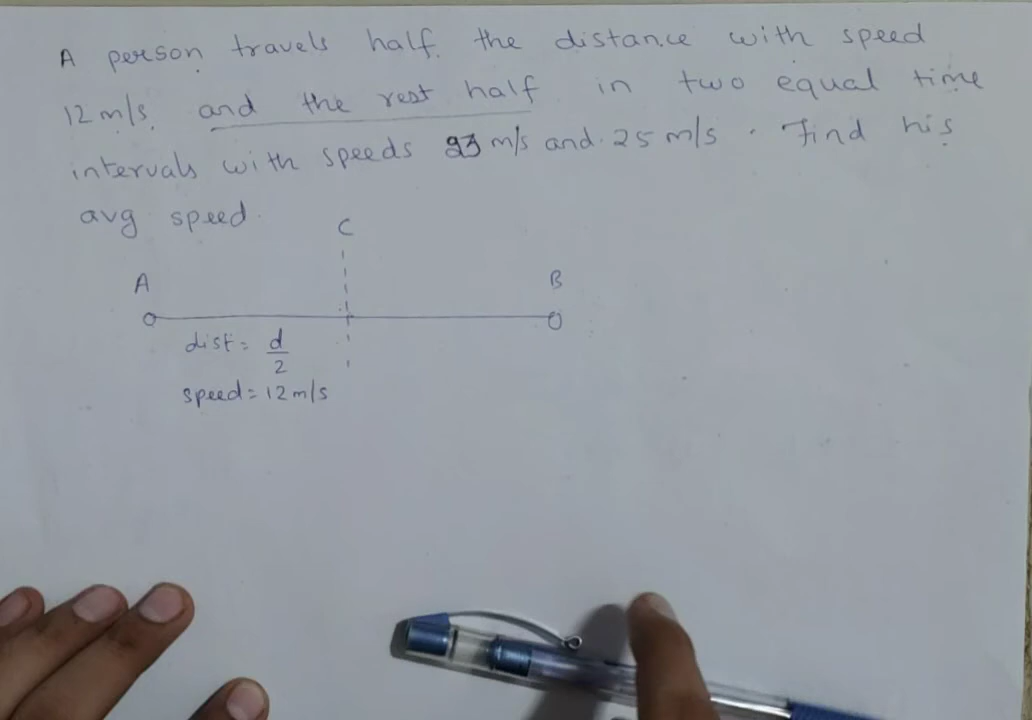 A person travels half the distance with speed
12 m/s and the rest half in two equal time
intervals with speeds m/s and 25 m/s. Find his
avg speed.
C
A B
dist = d/2
speed = 12 m/s